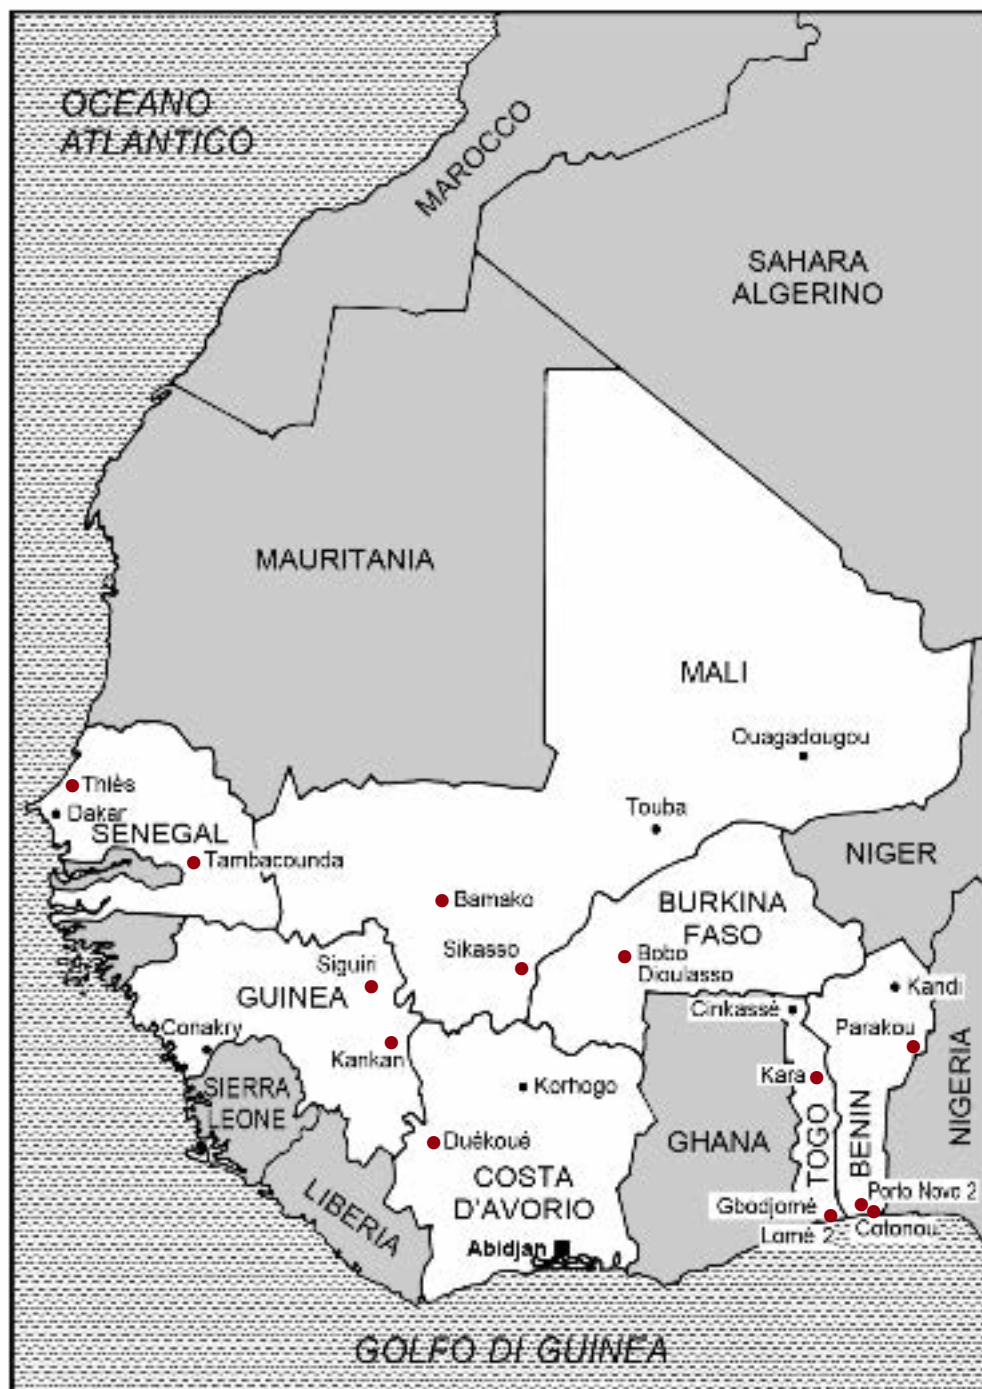 OCEANO
ATLANTICO
MAROCCO
SAHARA
ALGERINO
MAURITANIA
MALI
Ouagadougou
Touba
Thiès
Dakar
SENEGAL
Tambacounda
NIGER
Bamako
BURKINA
FASO
Sikasso
Bobo
Dioulasso
Siguiri
GUINEA
Kandi
Cinkassé
Conakry
Kankan
Parakou
Kara
SIERRA
LEONE
Korhogo
NIGERIA
Duékoué
GHANA
TOGO
BENIN
COSTA
D'AVORIO
LIBERIA
Porto Novo 2
Gbodjomé
Cotonou
Lomé 2
Abidjan
GOLFO DI GUINEA